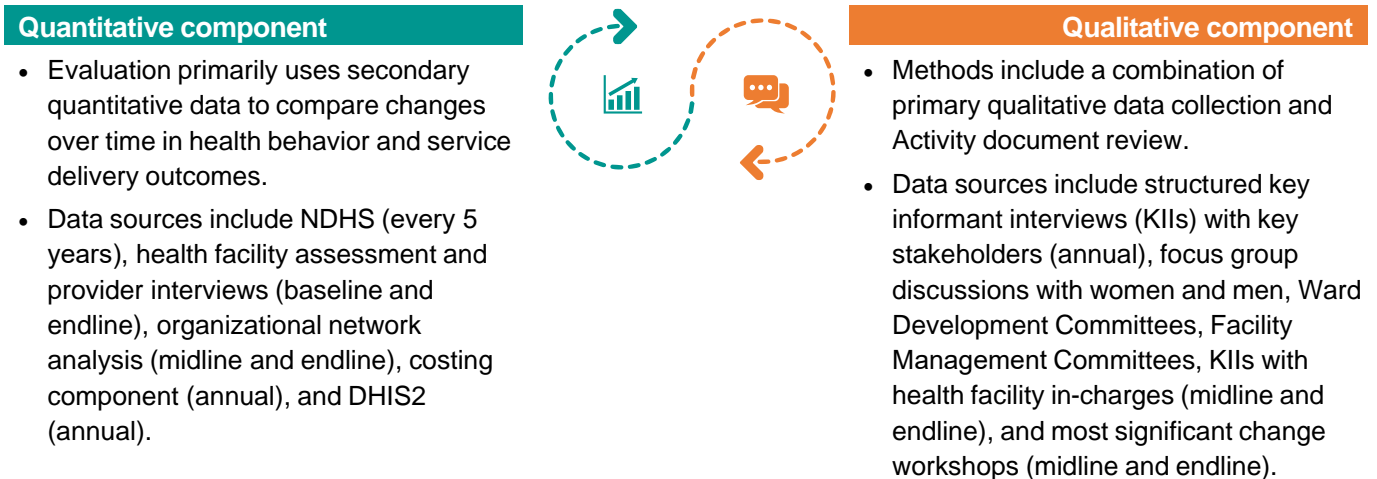 Quantitative component
• Evaluation primarily uses secondary
quantitative data to compare changes
over time in health behavior and service
delivery outcomes.
• Data sources include NDHS (every 5
years), health facility assessment and
provider interviews (baseline and
endline), organizational network
analysis (midline and endline), costing
component (annual), and DHIS2
(annual).
Qualitative component
• Methods include a combination of
primary qualitative data collection and
Activity document review.
• Data sources include structured key
informant interviews (KIIs) with key
stakeholders (annual), focus group
discussions with women and men, Ward
Development Committees, Facility
Management Committees, KIIs with
health facility in-charges (midline and
endline), and most significant change
workshops (midline and endline).